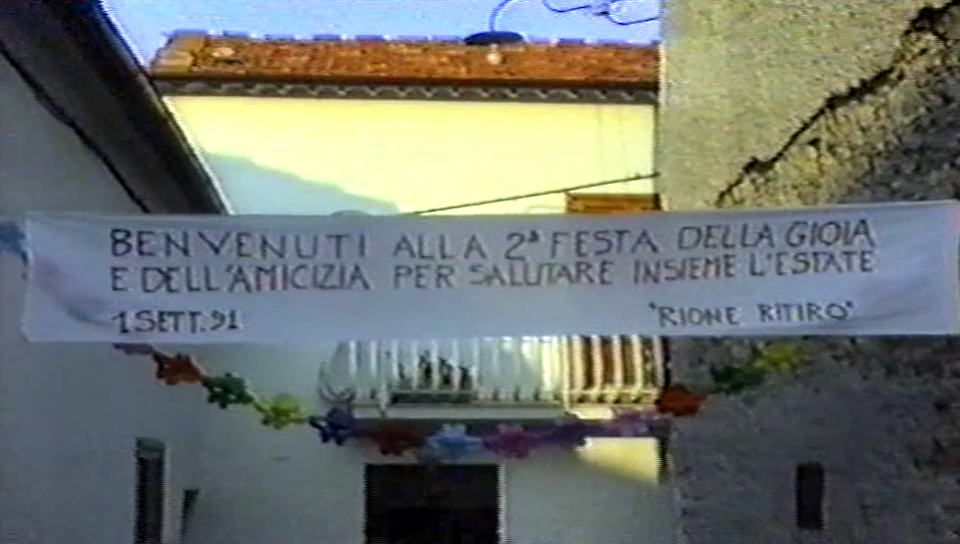 BENVENUTI ALLA 2ª FESTA DELLA GIOIA
E DELL'AMICIZIA PER SALUTARE INSIEME L'ESTATE
1 SETT. 91 "RIONE RITIRO"